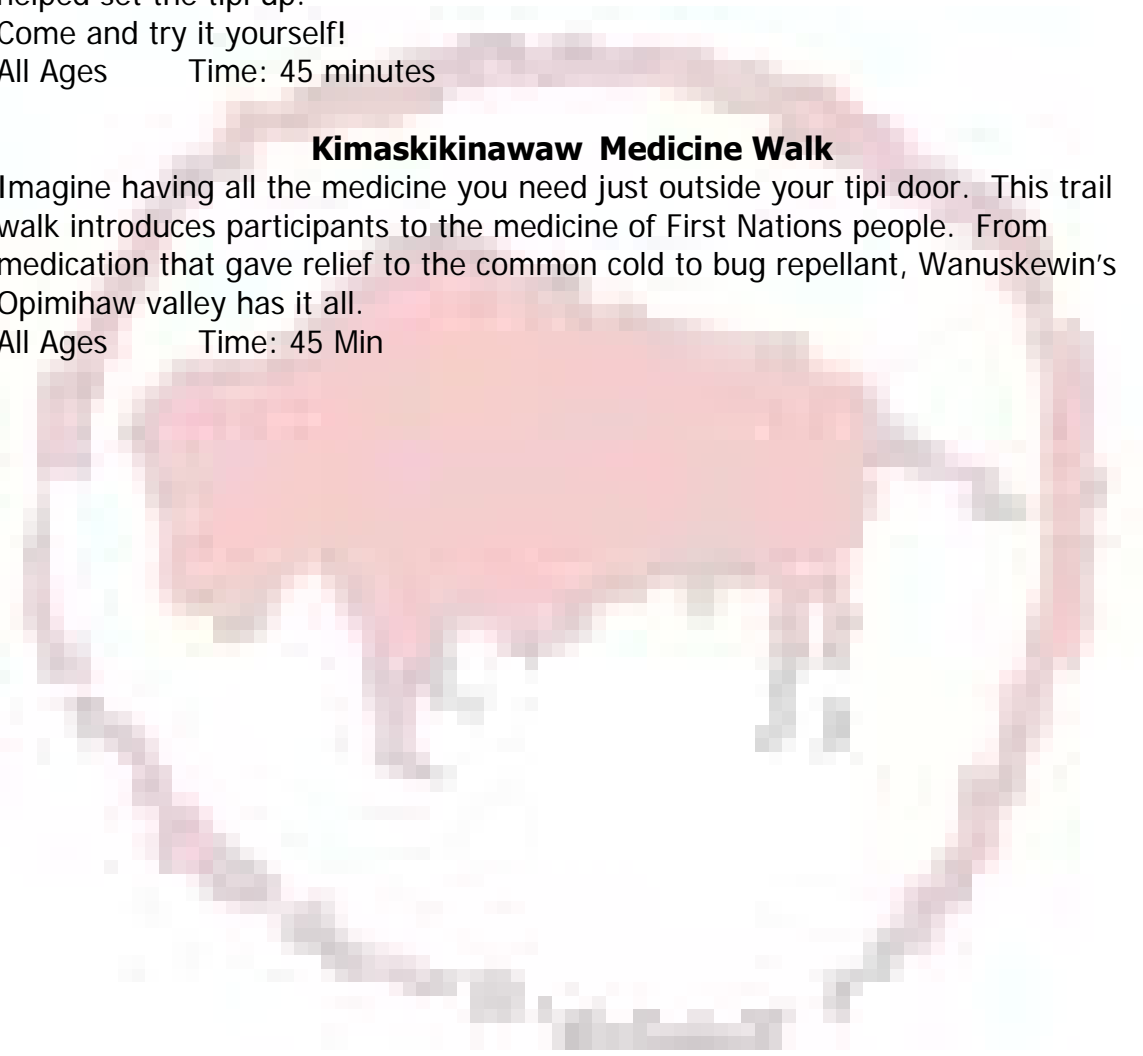 helped set the tipi up.
Come and try it yourself!
All Ages Time: 45 minutes
Kimaskikinawaw Medicine Walk
Imagine having all the medicine you need just outside your tipi door. This trail
walk introduces participants to the medicine of First Nations people. From
medication that gave relief to the common cold to bug repellant, Wanuskewin's
Opimihaw valley has it all.
All Ages Time: 45 Min